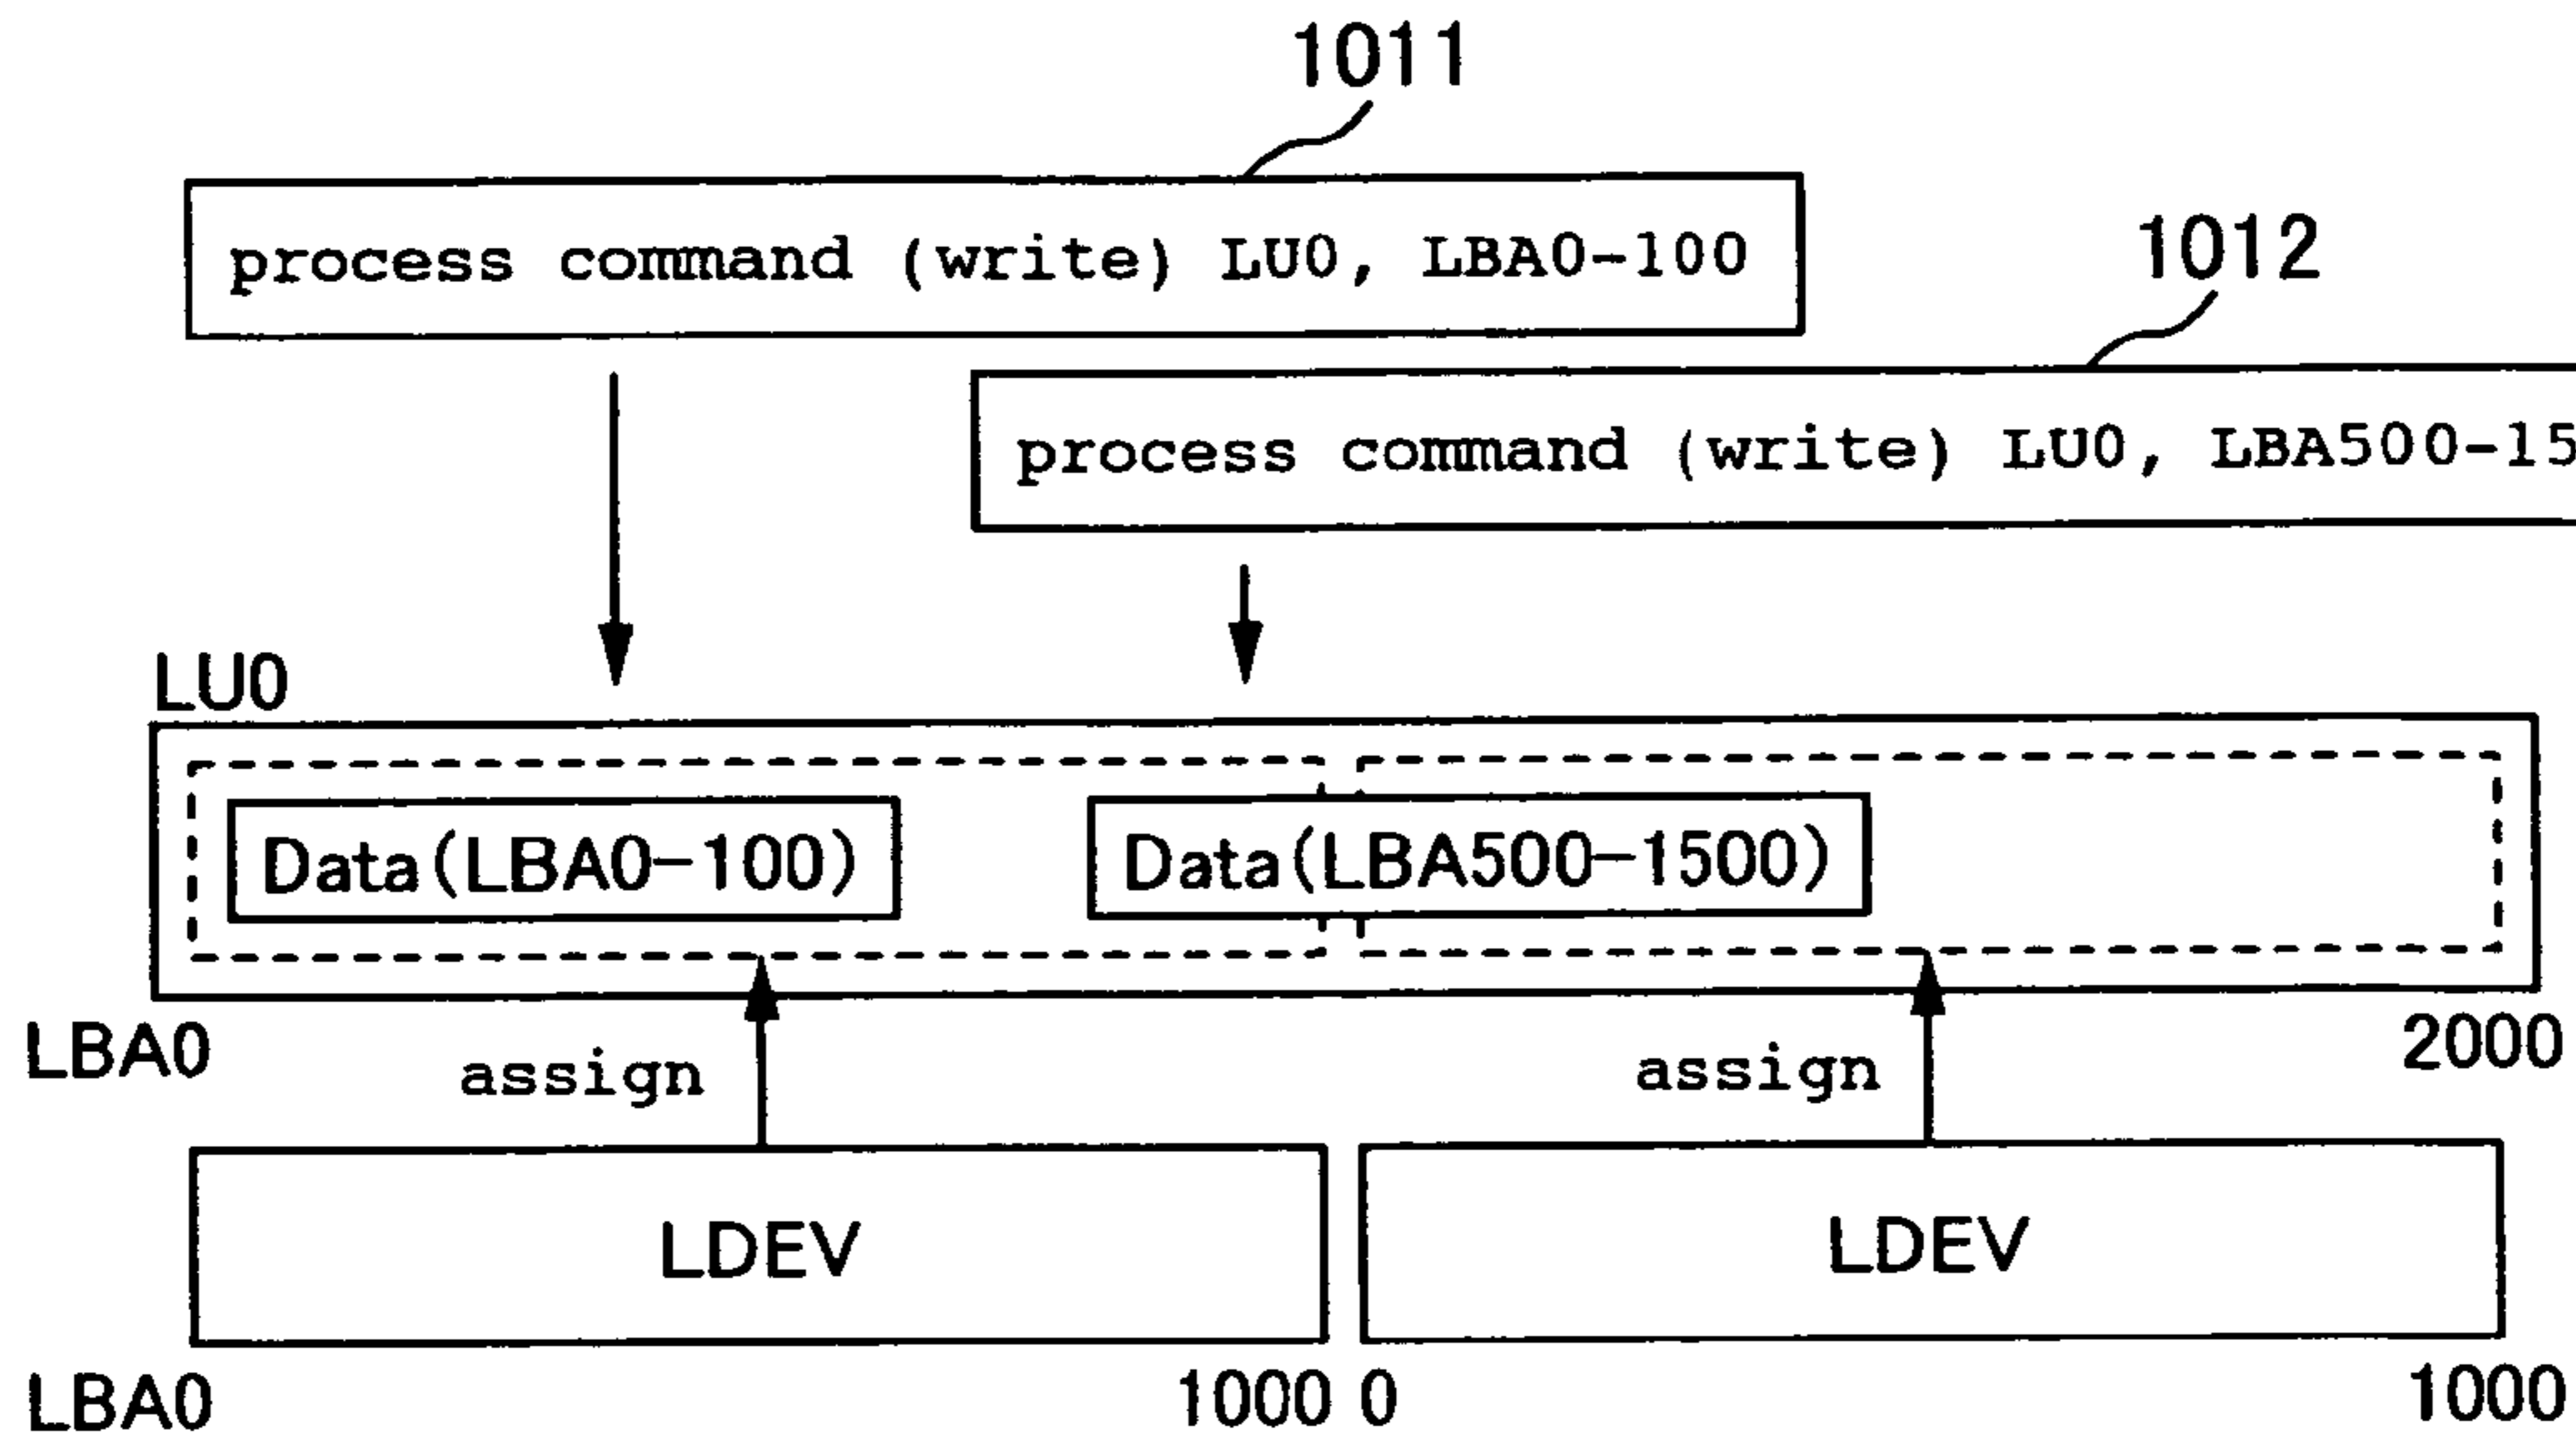 1011
process command (write) LU0, LBA0-100
1012
process command (write) LU0, LBA500-15
LU0
Data(LBA0-100)
Data(LBA500-1500)
LBA0
2000
assign
assign
LDEV
LDEV
LBA0
1000
0
1000